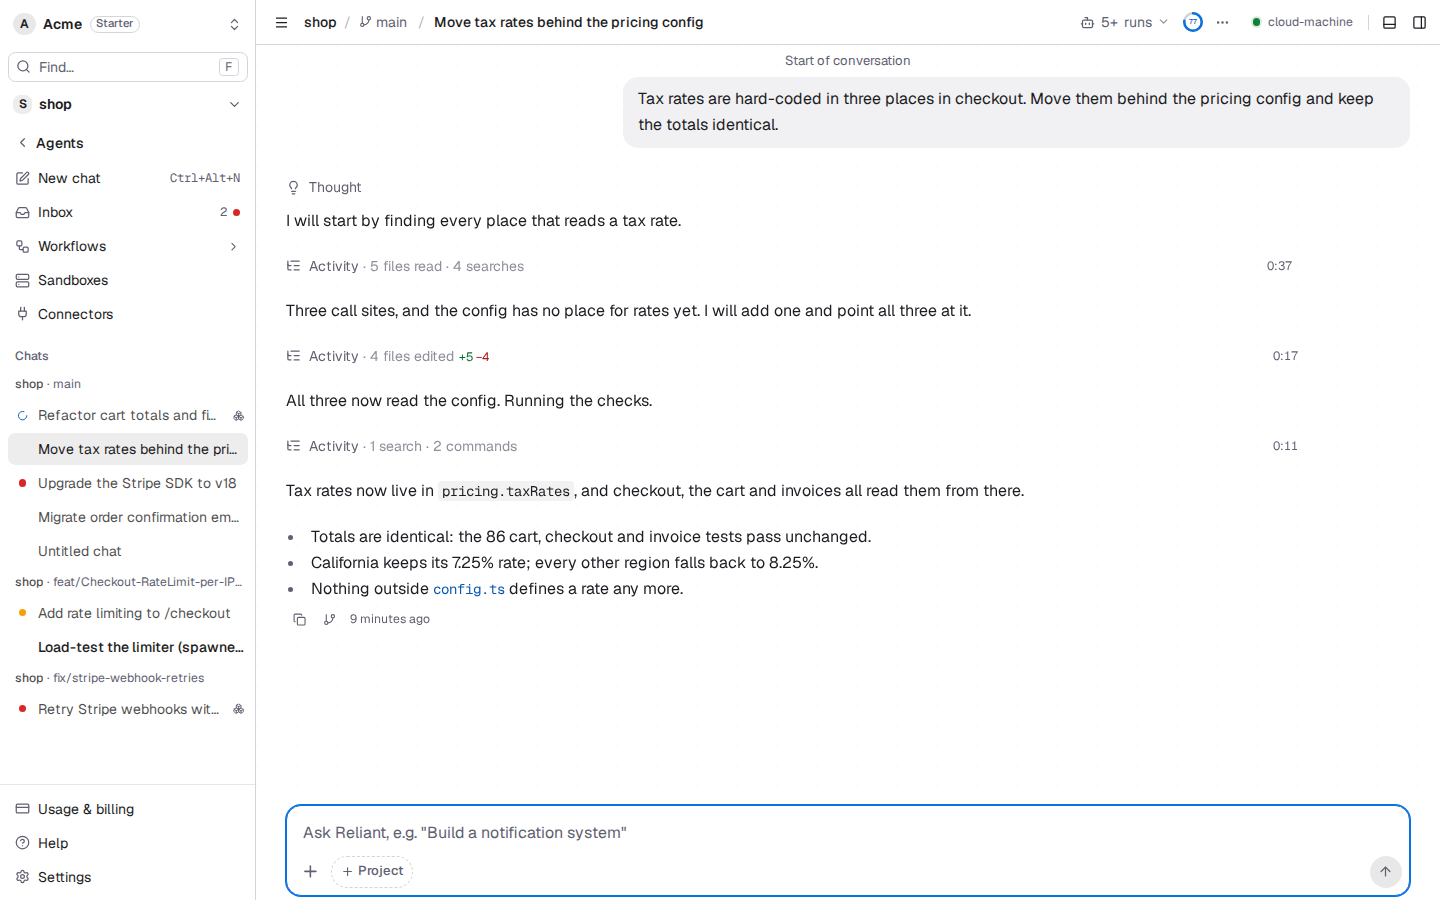 A Acme Starter
Find... F
S shop
Agents
New chat Ctrl+Alt+N
Inbox 2
Workflows
Sandboxes
Connectors
Chats
shop · main
Refactor cart totals and fi...
Move tax rates behind the pri...
Upgrade the Stripe SDK to v18
Migrate order confirmation em...
Untitled chat
shop · feat/Checkout-RateLimit-per-IP...
Add rate limiting to /checkout
Load-test the limiter (spawne...
shop · fix/stripe-webhook-retries
Retry Stripe webhooks wit...
Usage & billing
Help
Settings
shop / main / Move tax rates behind the pricing config
5+ runs 77 cloud-machine
Start of conversation
Tax rates are hard-coded in three places in checkout. Move them behind the pricing config and keep
the totals identical.
Thought
I will start by finding every place that reads a tax rate.
Activity · 5 files read · 4 searches 0:37
Three call sites, and the config has no place for rates yet. I will add one and point all three at it.
Activity · 4 files edited +5 −4 0:17
All three now read the config. Running the checks.
Activity · 1 search · 2 commands 0:11
Tax rates now live in pricing.taxRates, and checkout, the cart and invoices all read them from there.
• Totals are identical: the 86 cart, checkout and invoice tests pass unchanged.
• California keeps its 7.25% rate; every other region falls back to 8.25%.
• Nothing outside config.ts defines a rate any more.
9 minutes ago
Ask Reliant, e.g. "Build a notification system"
+ Project